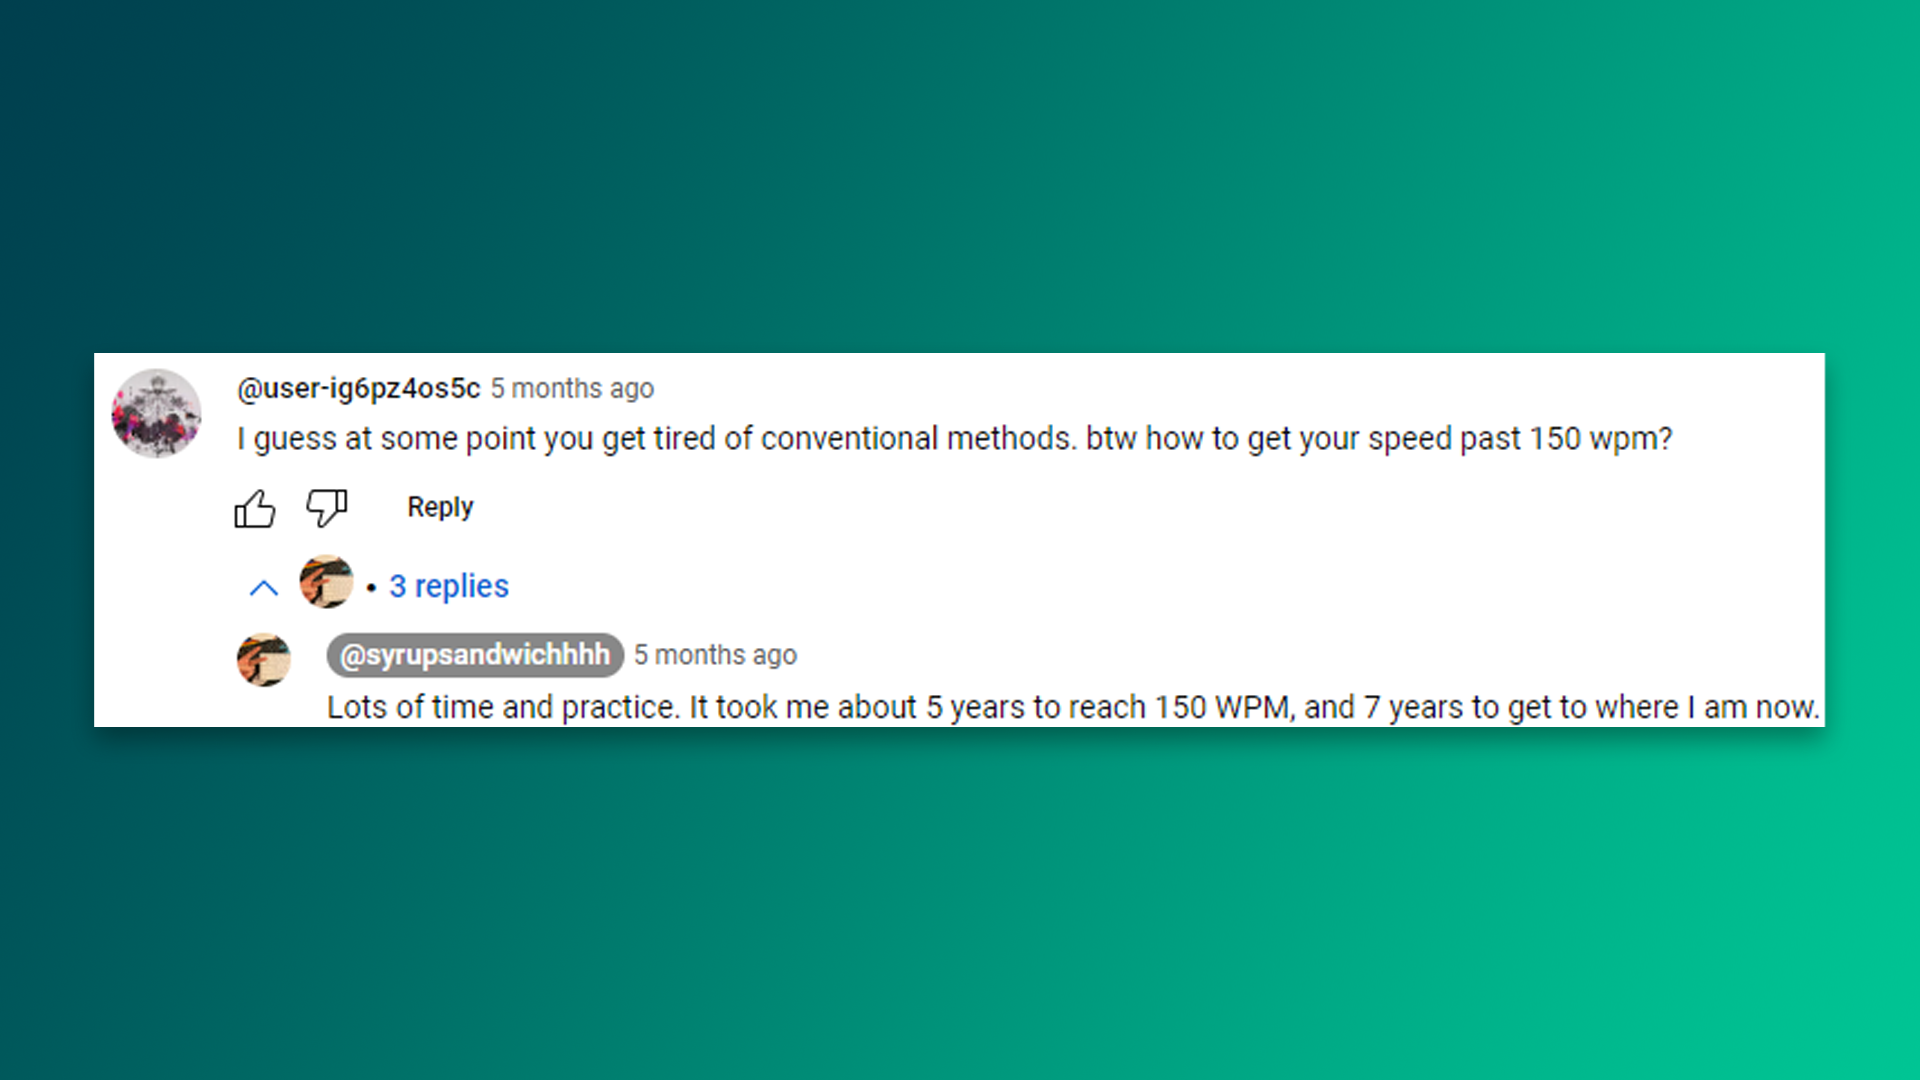 @user-ig6pz4os5c 5 months ago
I guess at some point you get tired of conventional methods. btw how to get your speed past 150 wpm?
Reply
• 3 replies
@syrupsandwichhhh 5 months ago
Lots of time and practice. It took me about 5 years to reach 150 WPM, and 7 years to get to where I am now.